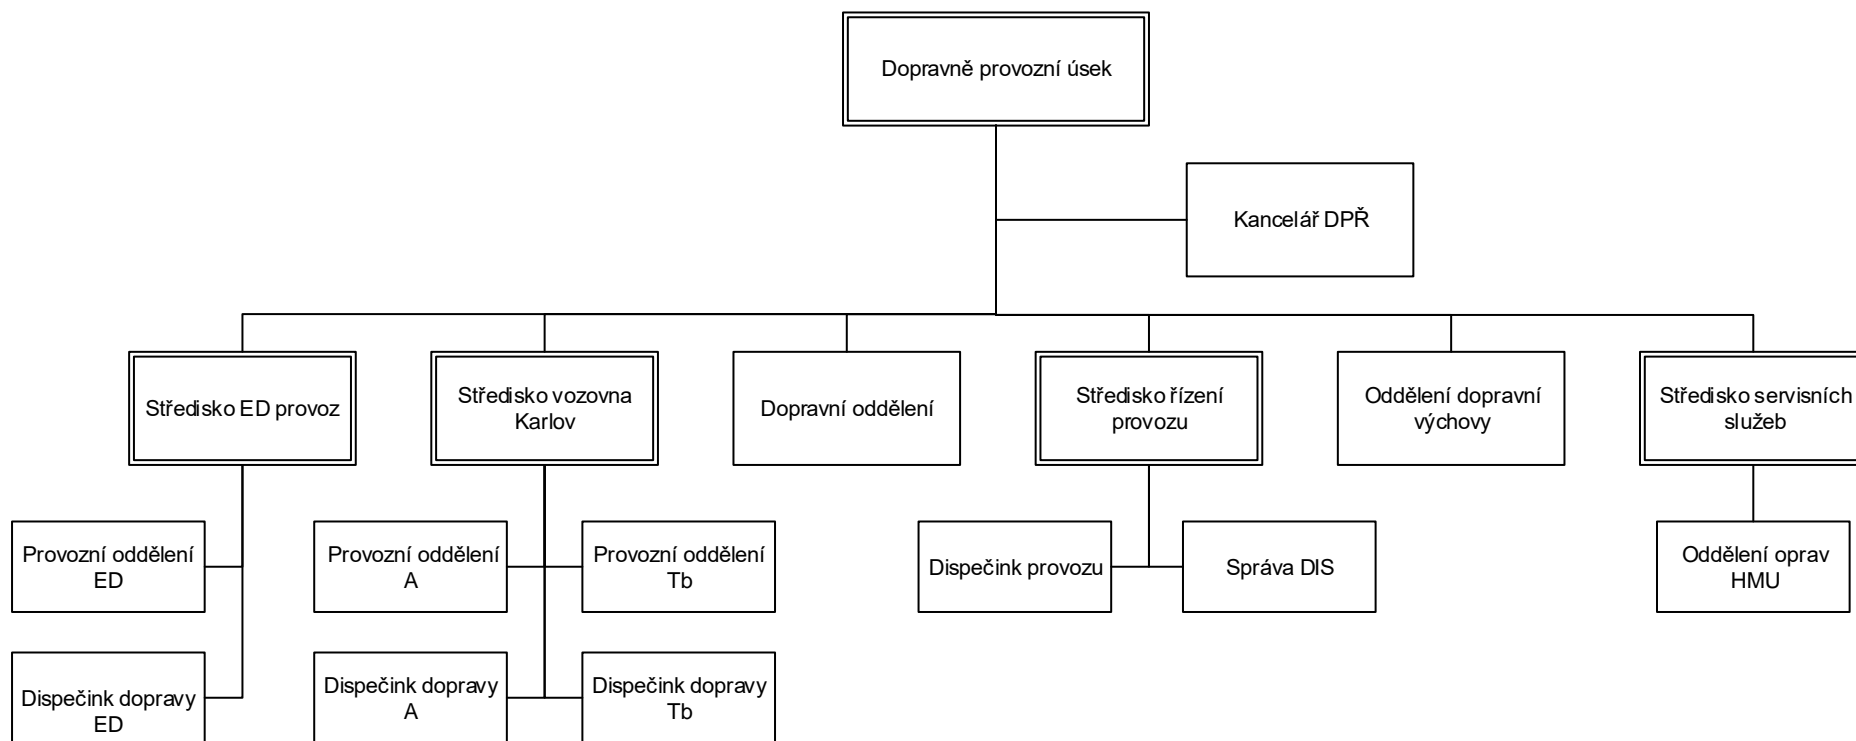 Dopravně provozní úsek
Kancelář DPŘ
Středisko ED provoz
Středisko vozovna
Karlov
Dopravní oddělení
Středisko řízení
provozu
Oddělení dopravní
výchovy
Středisko servisních
služeb
Provozní oddělení
ED
Provozní oddělení
A
Provozní oddělení
Tb
Dispečink provozu
Správa DIS
Oddělení oprav
HMU
Dispečink dopravy
ED
Dispečink dopravy
A
Dispečink dopravy
Tb